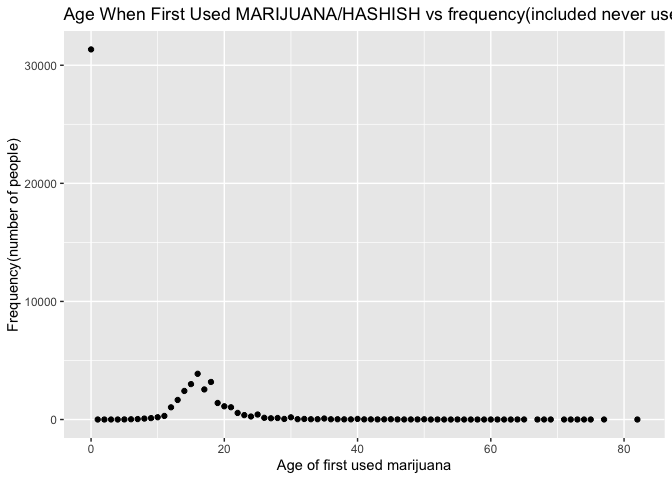 Age When First Used MARIJUANA/HASHISH vs frequency(included never
30000
20000
10000
0
Frequency(number of people)
0 20 40 60 80
Age of first used marijuana